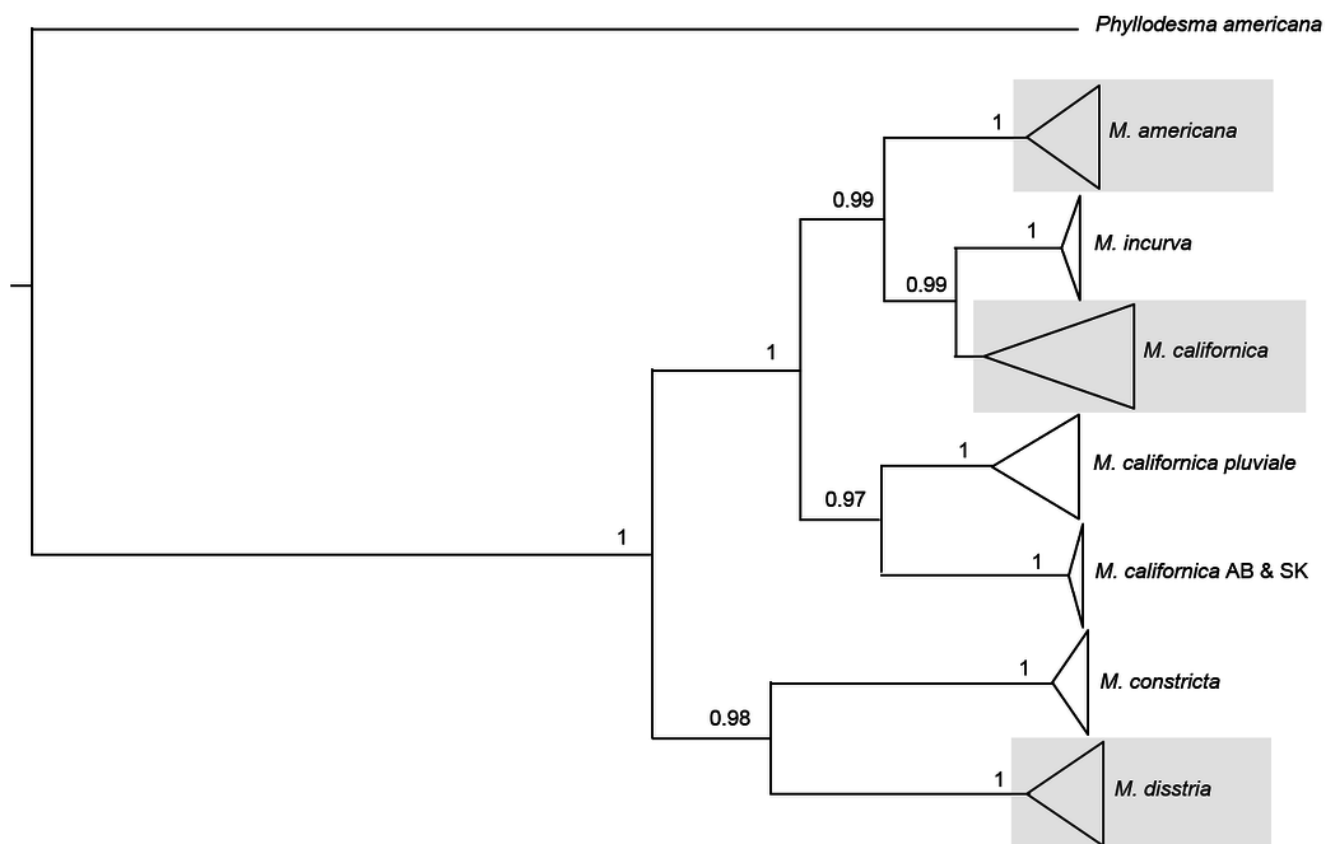 Phyllodesma americana
1
M. americana
0.99
1
M. incurva
0.99
1
M. californica
1
M. californica pluviale
0.97
1
1
M. californica AB & SK
1
M. constricta
0.98
1
M. disstria